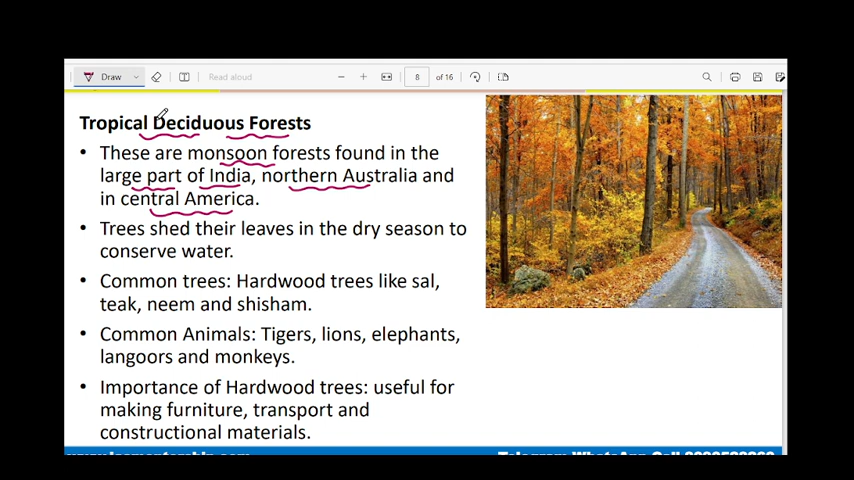 Draw
Read aloud
8 of 16
Tropical Deciduous Forests
• These are monsoon forests found in the
large part of India, northern Australia and
in central America.
• Trees shed their leaves in the dry season to
conserve water.
• Common trees: Hardwood trees like sal,
teak, neem and shisham.
• Common Animals: Tigers, lions, elephants,
langoors and monkeys.
• Importance of Hardwood trees: useful for
making furniture, transport and
constructional materials.